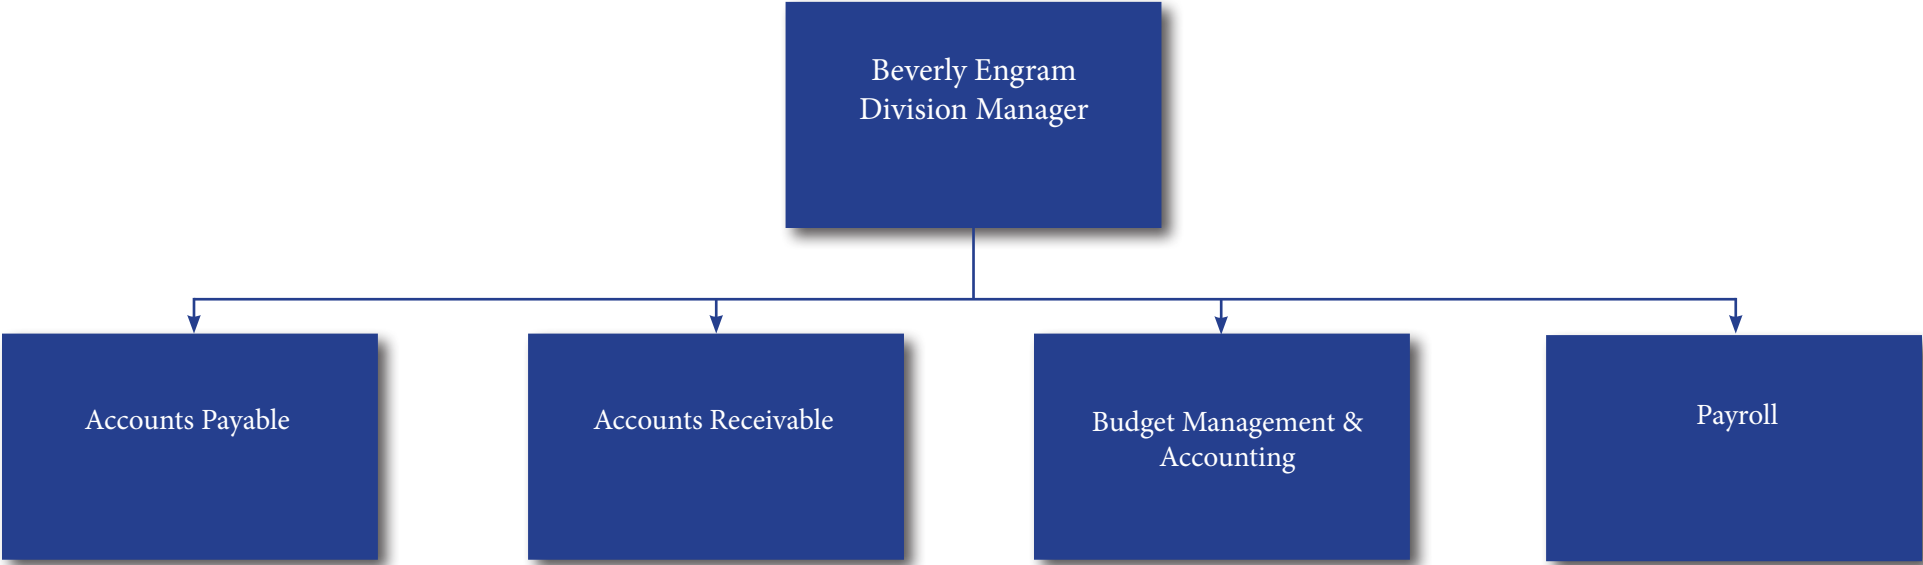 Beverly Engram
Division Manager
Accounts Payable
Accounts Receivable
Budget Management &
Accounting
Payroll